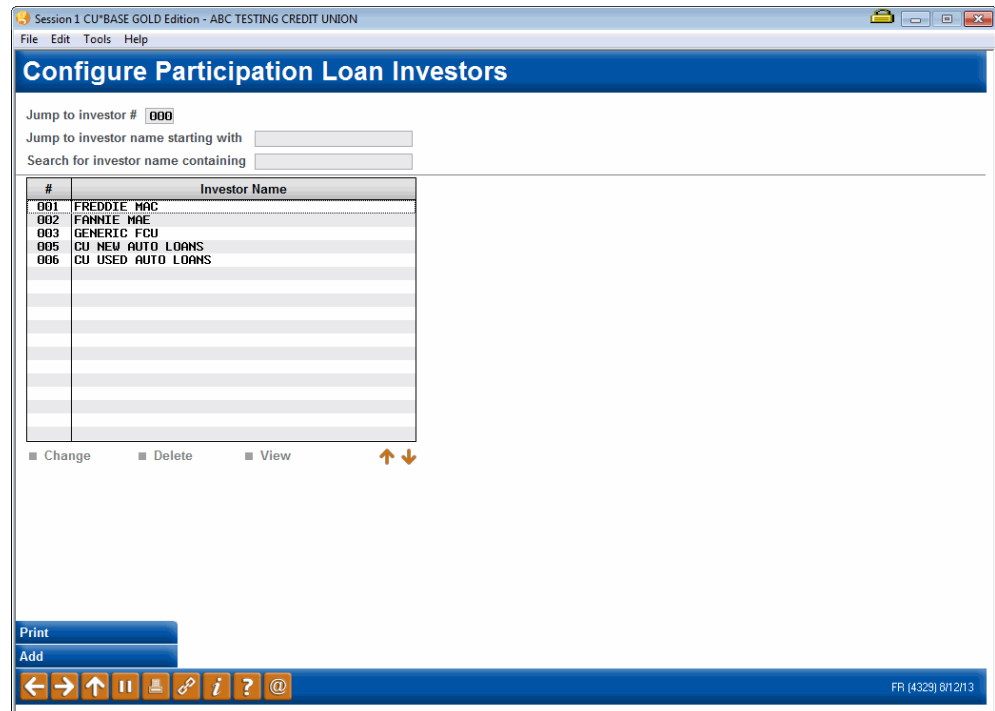 Session 1 CU*BASE GOLD Edition - ABC TESTING CREDIT UNION
File Edit Tools Help
Configure Participation Loan Investors
Jump to investor # 000
Jump to investor name starting with
Search for investor name containing
# Investor Name
001 FREDDIE MAC
002 FANNIE MAE
003 GENERIC FCU
005 CU NEW AUTO LOANS
006 CU USED AUTO LOANS
Change Delete View
Print
Add
FR (4329) 8/12/13